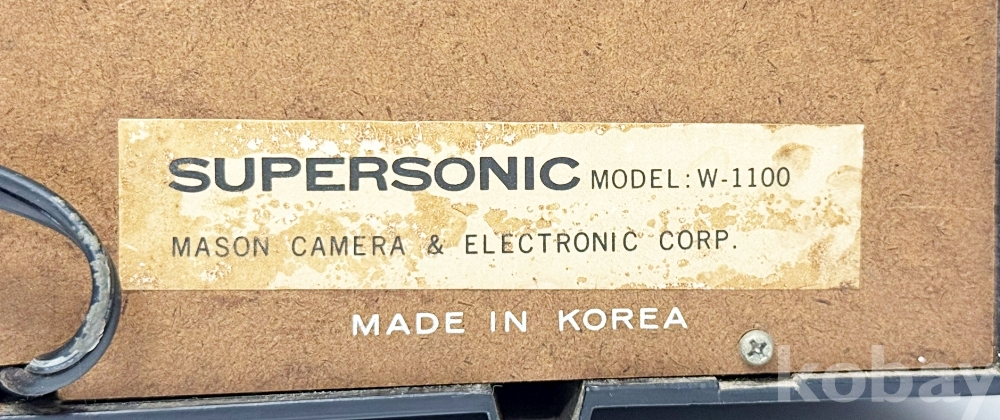 SUPERSONIC MODEL: W-1100
MASON CAMERA & ELECTRONIC CORP.
MADE IN KOREA
kobay